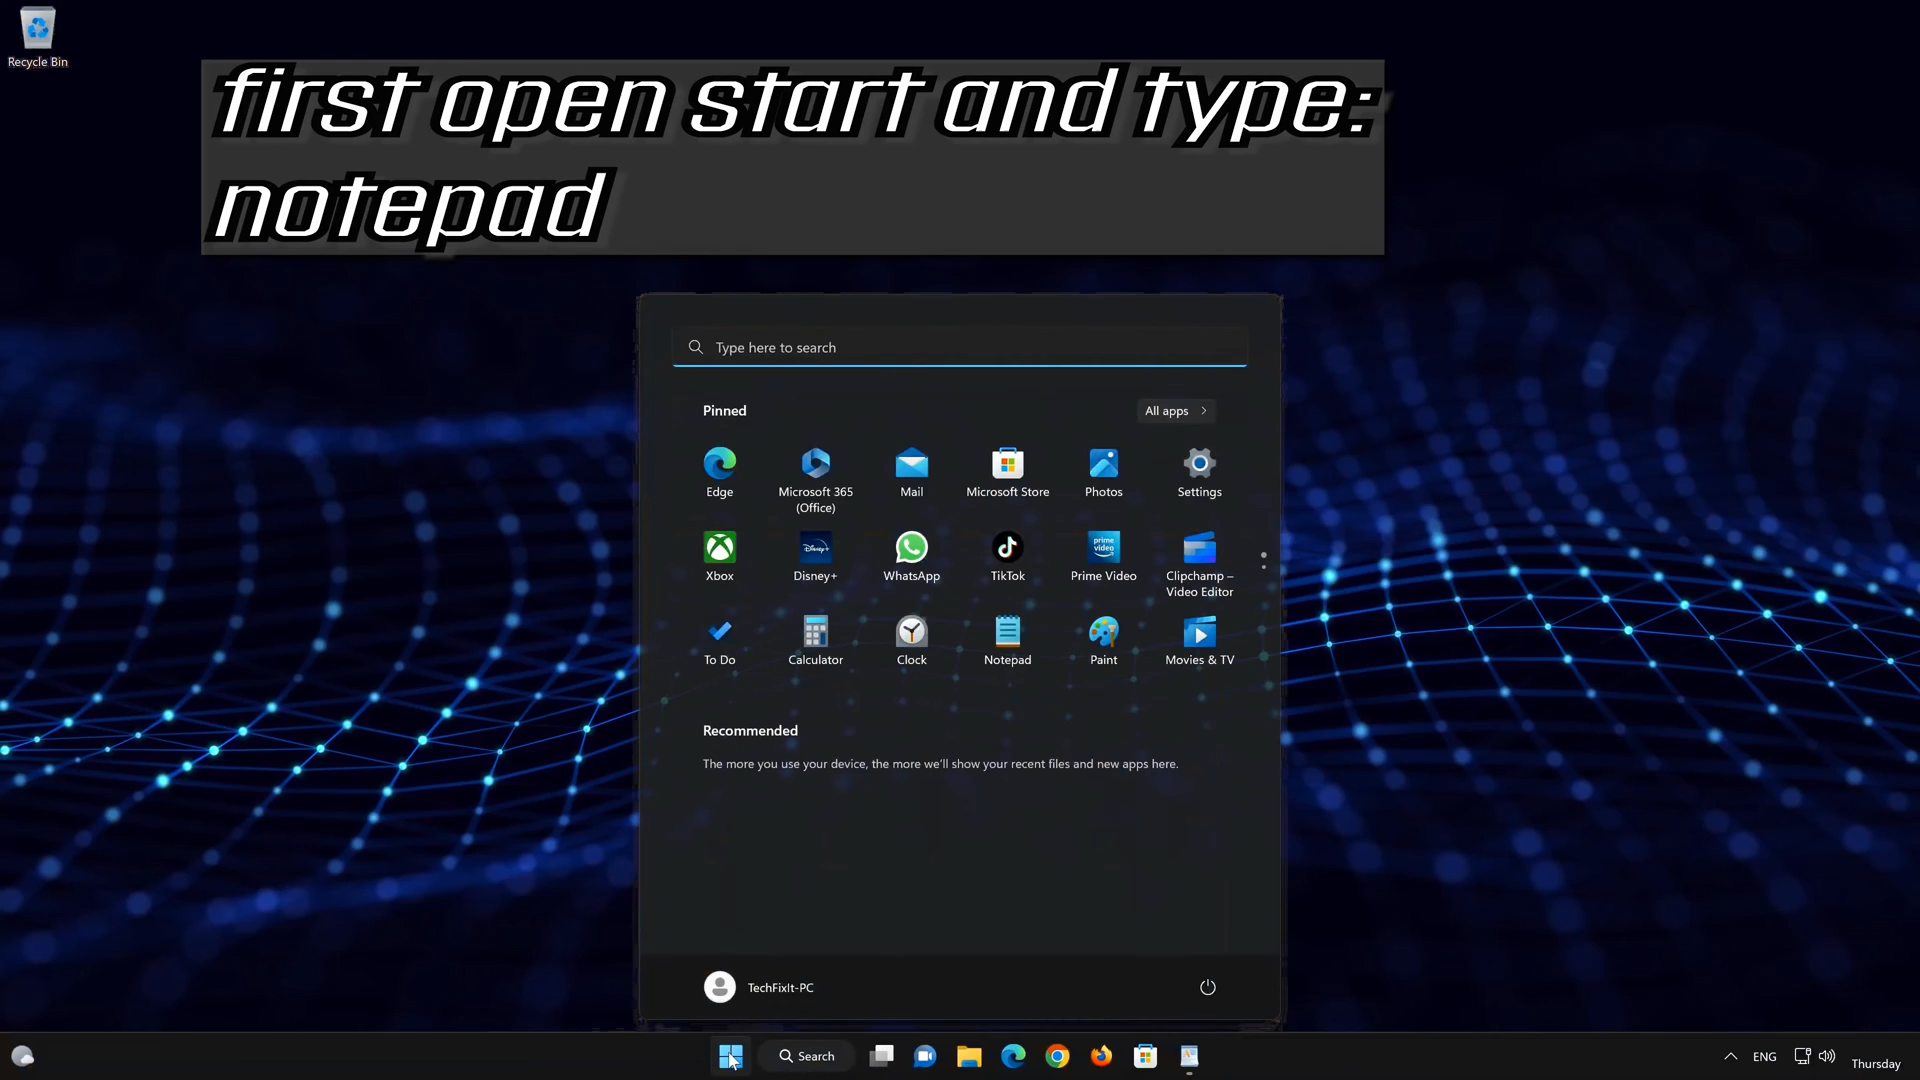 Recycle Bin
first open start and type:
notepad
Type here to search
Pinned
All apps
Edge
Microsoft 365
(Office)
Mail
Microsoft Store
Photos
Settings
Xbox
Disney+
WhatsApp
TikTok
prime
video
Prime Video
Clipchamp –
Video Editor
To Do
Calculator
Clock
Notepad
Paint
Movies & TV
Recommended
The more you use your device, the more we'll show your recent files and new apps here.
TechFixIt-PC
Search
ENG
Thursday